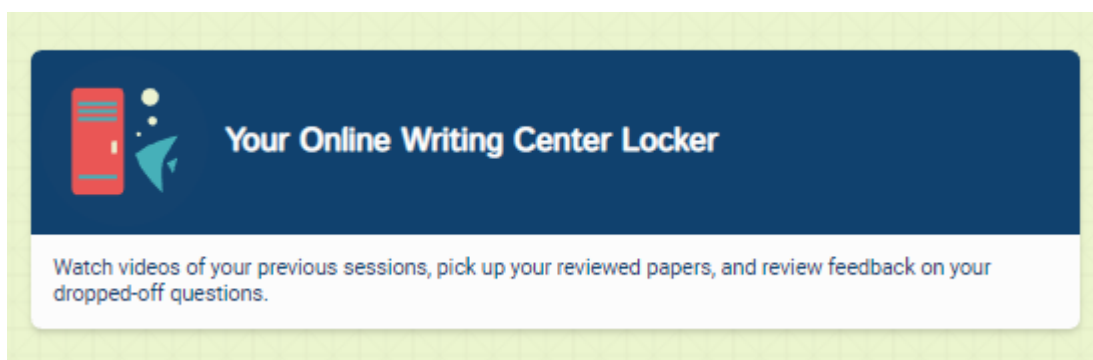 Your Online Writing Center Locker
Watch videos of your previous sessions, pick up your reviewed papers, and review feedback on your
dropped-off questions.